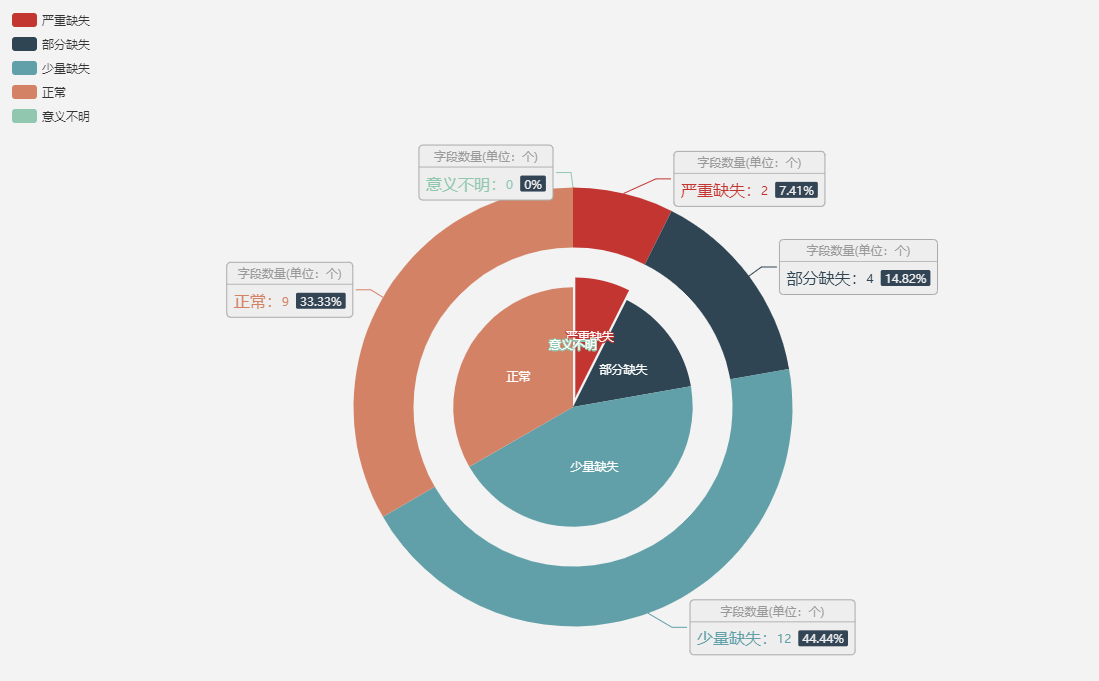 严重缺失
部分缺失
少量缺失
正常
意义不明
字段数量(单位：个)
意义不明：0 0%
字段数量(单位：个)
严重缺失：2 7.41%
字段数量(单位：个)
部分缺失：4 14.82%
字段数量(单位：个)
正常：9 33.33%
严重缺失
意义不明
部分缺失
正常
少量缺失
字段数量(单位：个)
少量缺失：12 44.44%